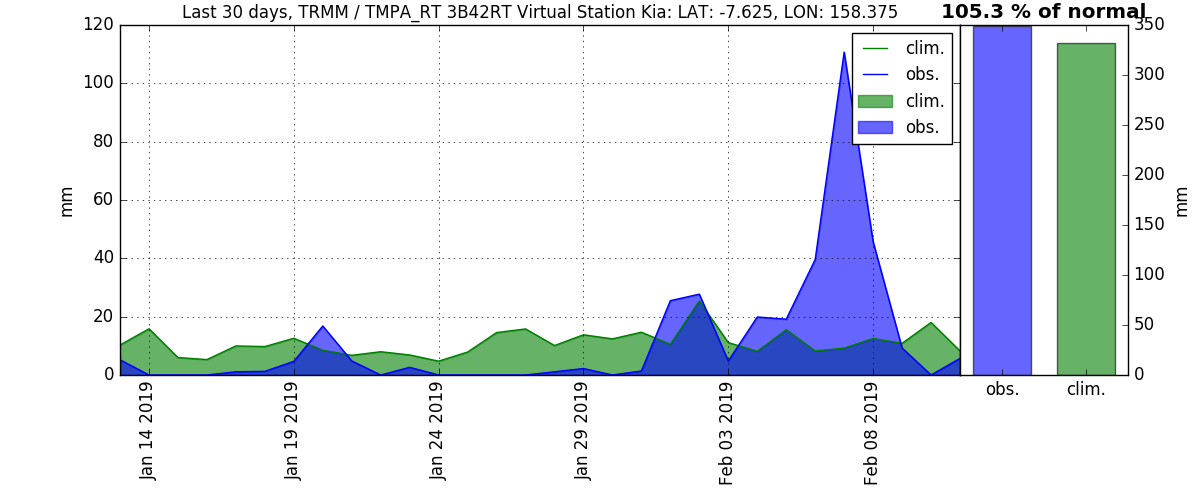 Last 30 days, TRMM / TMPA_RT 3B42RT Virtual Station Kia: LAT: -7.625, LON: 158.375
105.3 % of normal
120
100
80
60
40
20
0
mm
clim.
obs.
clim.
obs.
350
300
250
200
150
100
50
0
mm
Jan 14 2019
Jan 19 2019
Jan 24 2019
Jan 29 2019
Feb 03 2019
Feb 08 2019
obs.
clim.